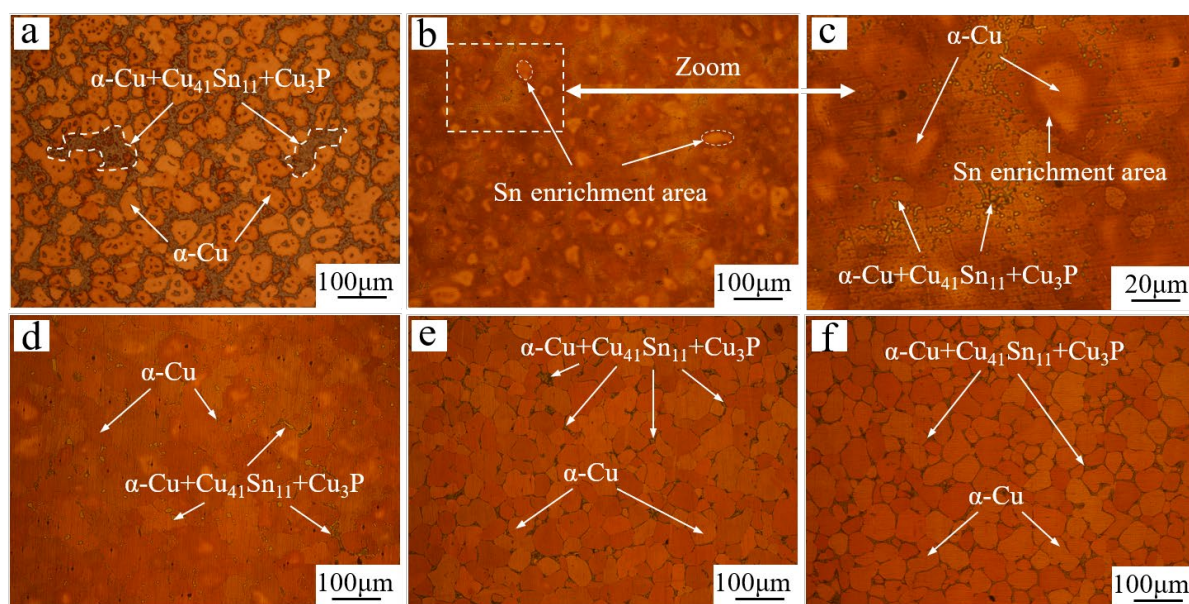 a
α-Cu+Cu₄₁Sn₁₁+Cu₃P
α-Cu
100μm
b
Zoom
Sn enrichment area
100μm
c
α-Cu
Sn enrichment area
α-Cu+Cu₄₁Sn₁₁+Cu₃P
20μm
d
α-Cu
α-Cu+Cu₄₁Sn₁₁+Cu₃P
100μm
e
α-Cu+Cu₄₁Sn₁₁+Cu₃P
α-Cu
100μm
f
α-Cu+Cu₄₁Sn₁₁+Cu₃P
α-Cu
100μm